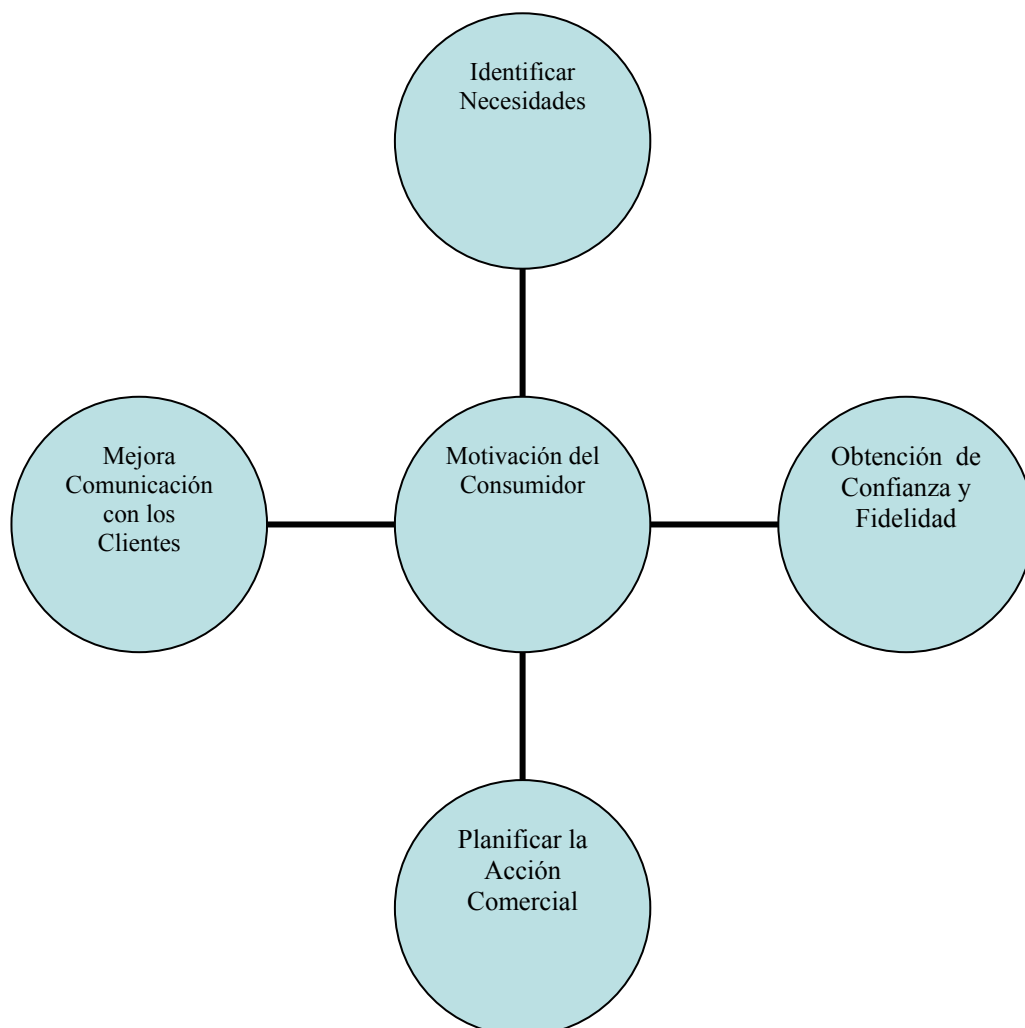 Identificar
Necesidades
Mejora
Comunicación
con los
Clientes
Motivación del
Consumidor
Obtención de
Confianza y
Fidelidad
Planificar la
Acción
Comercial